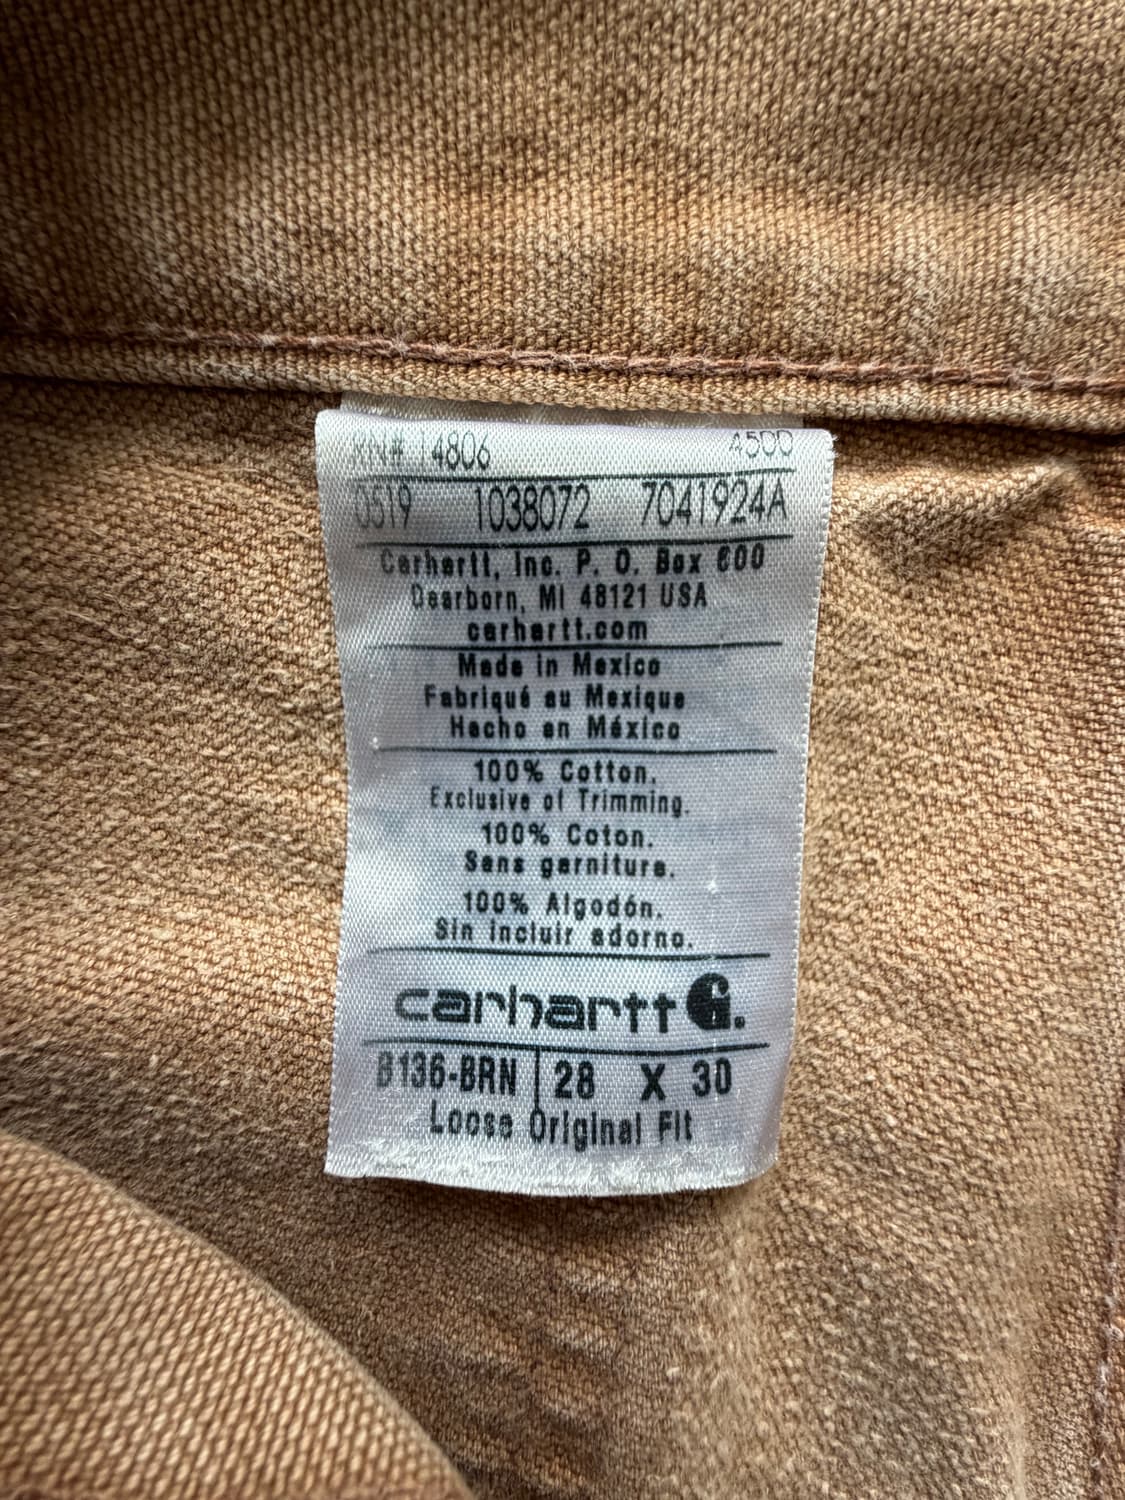 RN# 14806 4500
0519 1038072 7041924A
Carhartt, Inc. P. O. Box 600
Dearborn, MI 48121 USA
carhartt.com
Made in Mexico
Fabriqué au Mexique
Hecho en México
100% Cotton.
Exclusive of Trimming.
100% Coton.
Sans garniture.
100% Algodón.
Sin incluir adorno.
carhartt
B136-BRN 28 X 30
Loose Original Fit